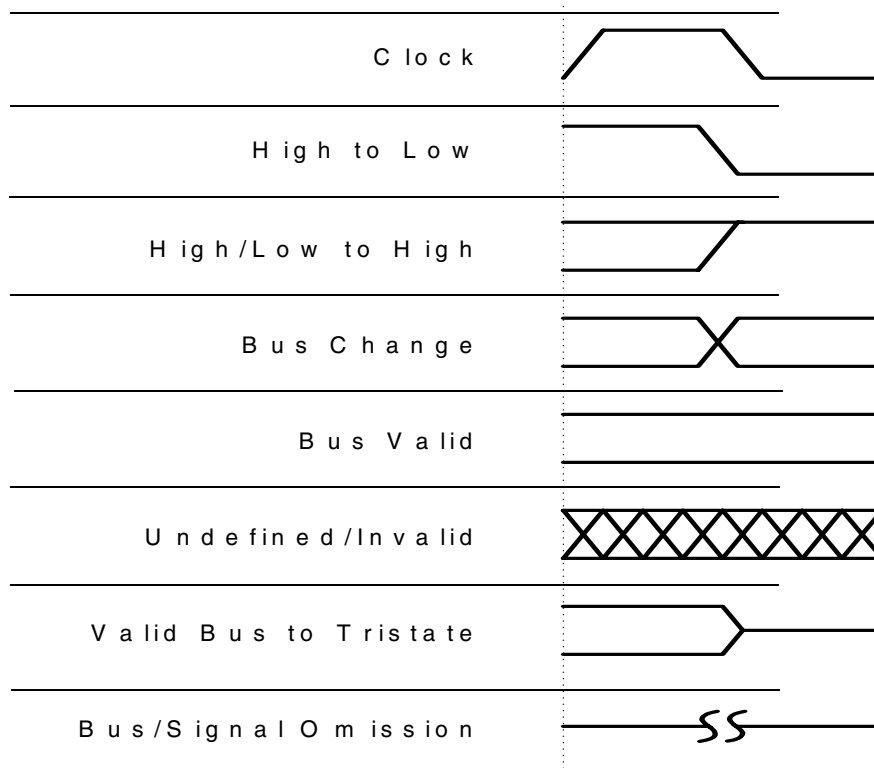 Clock
High to Low
High/Low to High
Bus Change
Bus Valid
Undefined/Invalid
Valid Bus to Tristate
Bus/Signal Omission